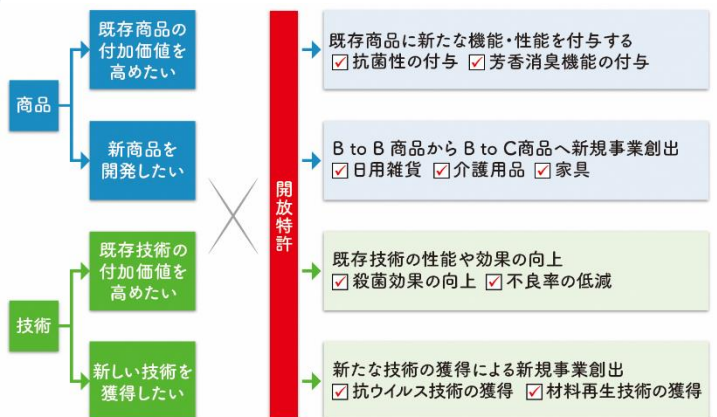 商品
既存商品の
付加価値を
高めたい
新商品を
開発したい
技術
既存技術の
付加価値を
高めたい
新しい技術を
獲得したい
開放特許
既存商品に新たな機能・性能を付与する
抗菌性の付与 芳香消臭機能の付与
B to B 商品から B to C商品へ新規事業創出
日用雑貨 介護用品 家具
既存技術の性能や効果の向上
殺菌効果の向上 不良率の低減
新たな技術の獲得による新規事業創出
抗ウイルス技術の獲得 材料再生技術の獲得